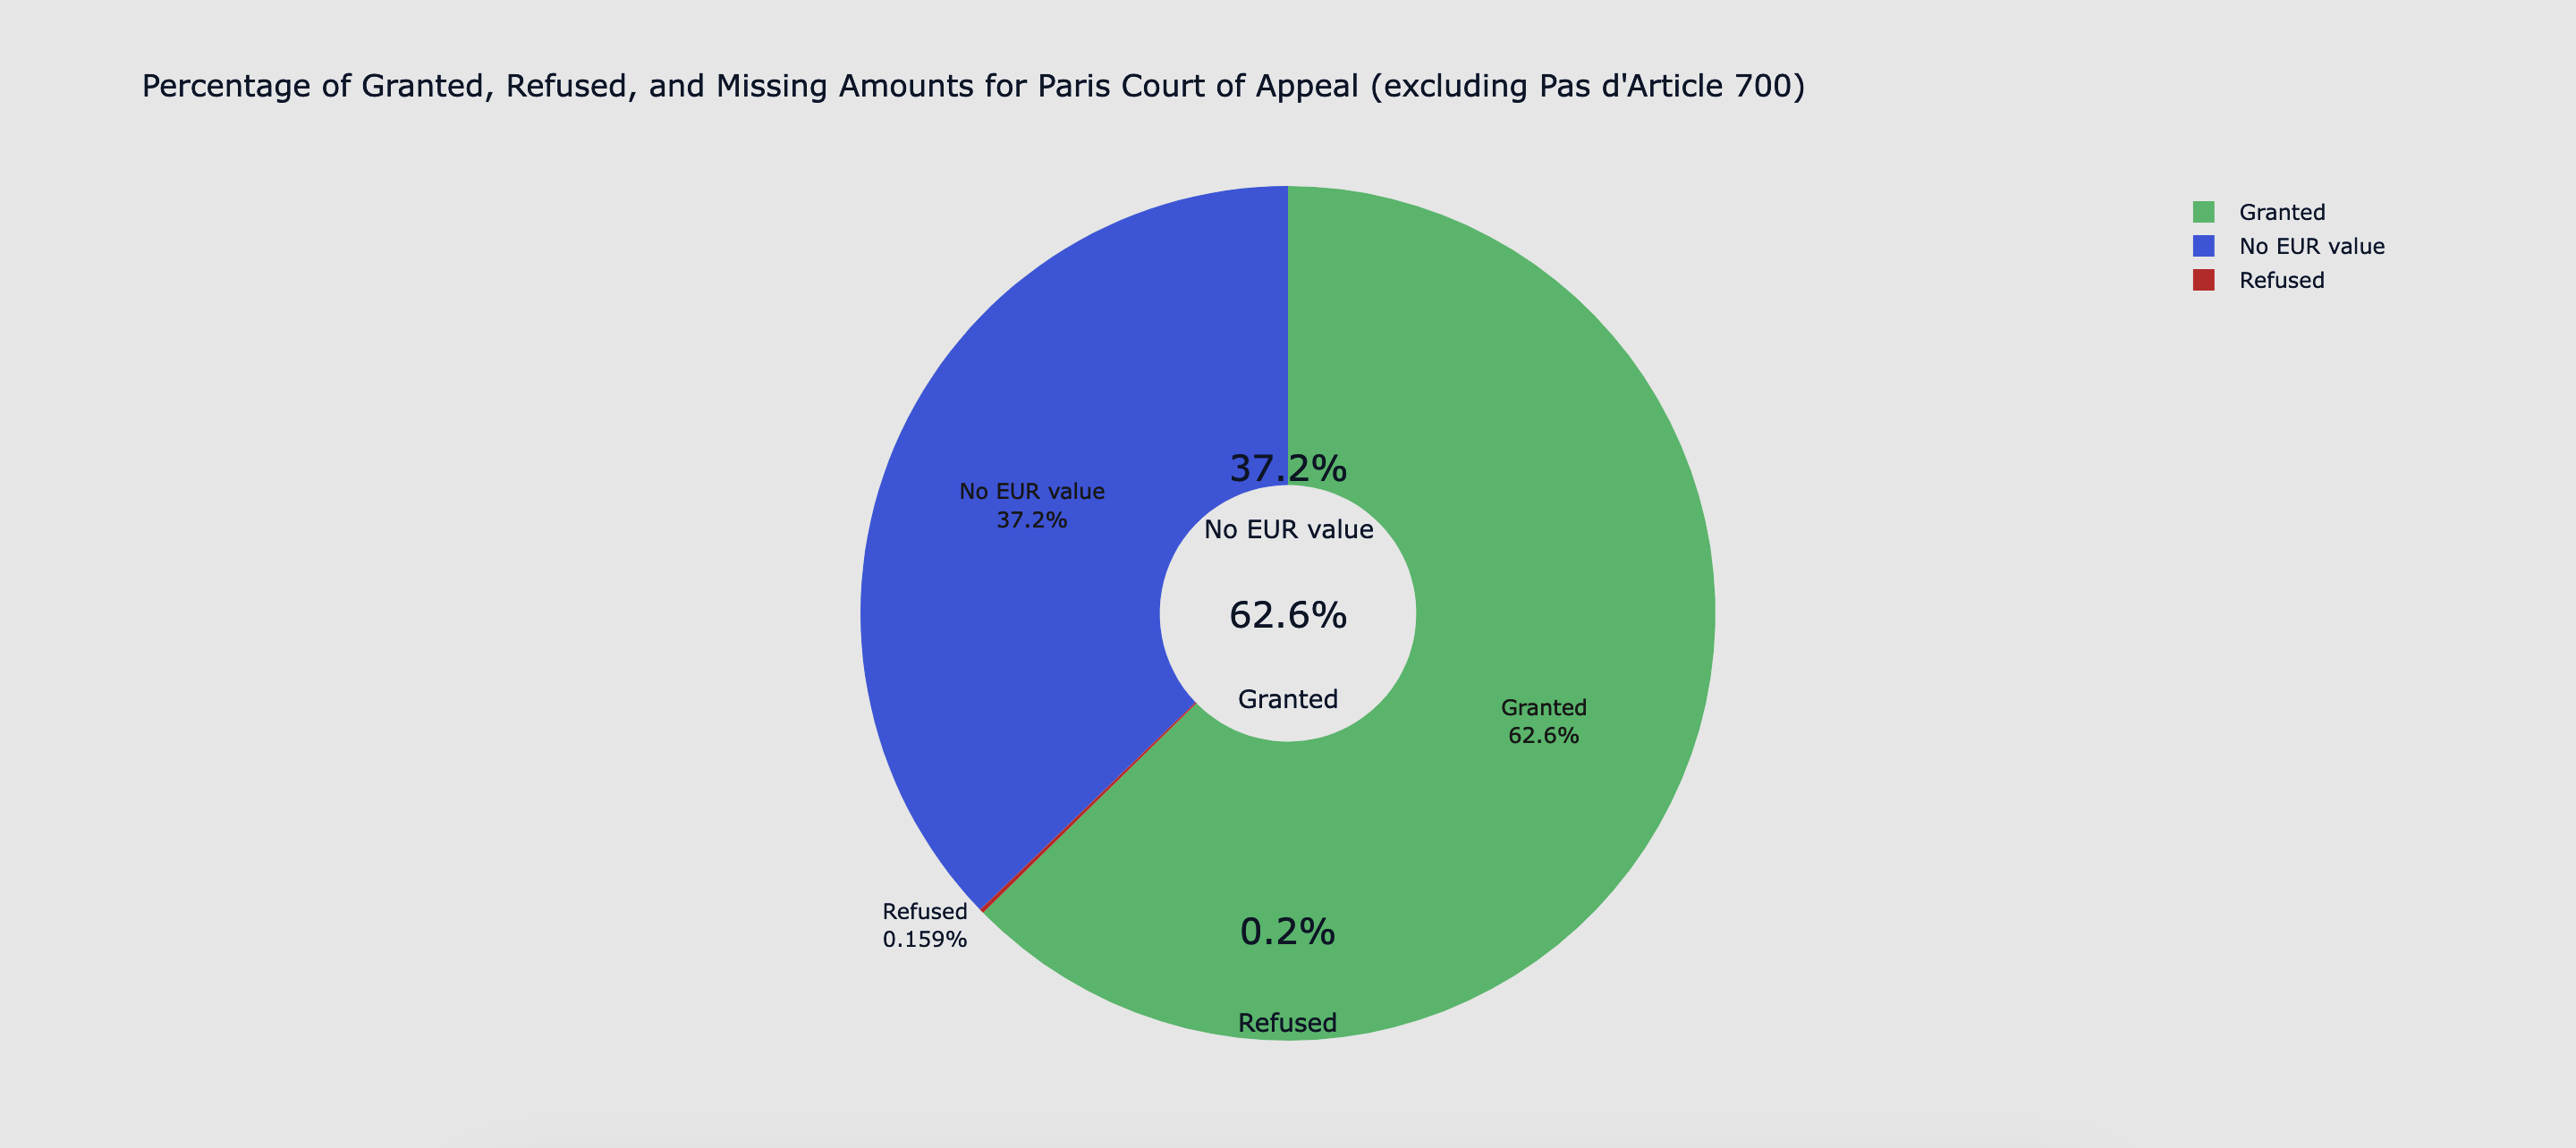 Percentage of Granted, Refused, and Missing Amounts for Paris Court of Appeal (excluding Pas d'Article 700)
Granted
No EUR value
Refused
37.2%
No EUR value
37.2%
No EUR value
62.6%
Granted
Granted
62.6%
Refused
0.159%
0.2%
Refused